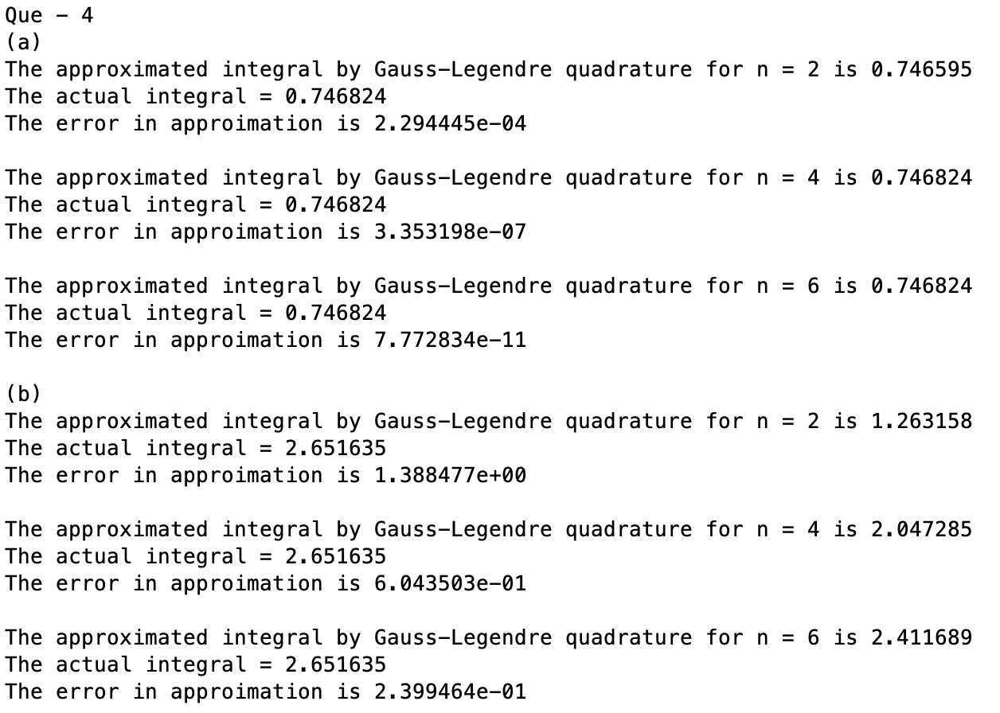 Que - 4
(a)
The approximated integral by Gauss-Legendre quadrature for n = 2 is 0.746595
The actual integral = 0.746824
The error in approimation is 2.294445e-04
The approximated integral by Gauss-Legendre quadrature for n = 4 is 0.746824
The actual integral = 0.746824
The error in approimation is 3.353198e-07
The approximated integral by Gauss-Legendre quadrature for n = 6 is 0.746824
The actual integral = 0.746824
The error in approimation is 7.772834e-11
(b)
The approximated integral by Gauss-Legendre quadrature for n = 2 is 1.263158
The actual integral = 2.651635
The error in approimation is 1.388477e+00
The approximated integral by Gauss-Legendre quadrature for n = 4 is 2.047285
The actual integral = 2.651635
The error in approimation is 6.043503e-01
The approximated integral by Gauss-Legendre quadrature for n = 6 is 2.411689
The actual integral = 2.651635
The error in approimation is 2.399464e-01